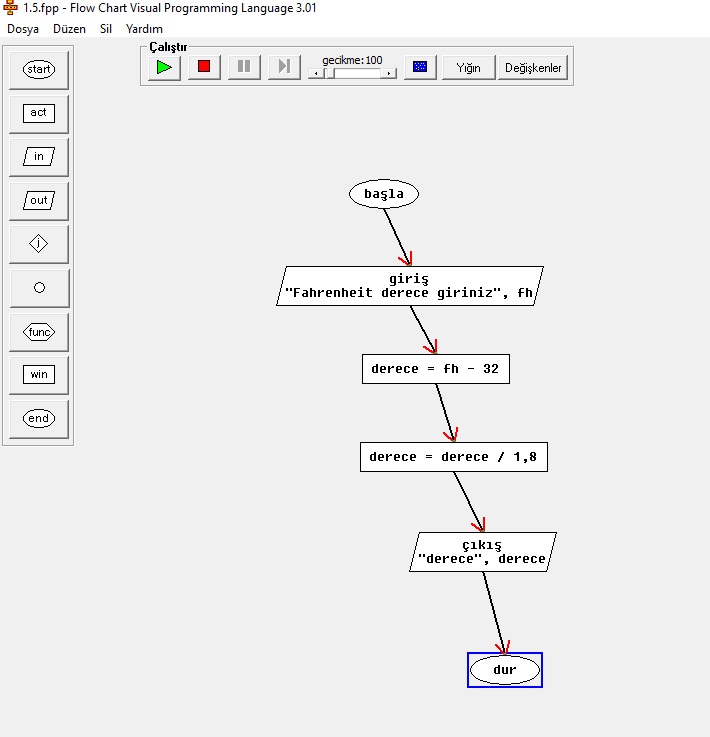 1.5.fpp - Flow Chart Visual Programming Language 3.01
Dosya Düzen Sil Yardım
Çalıştır
gecikme:100
Yığın
Değişkenler
start
act
in
out
j
func
win
end
başla
giriş
"Fahrenheit derece giriniz", fh
derece = fh - 32
derece = derece / 1,8
çıkış
"derece", derece
dur